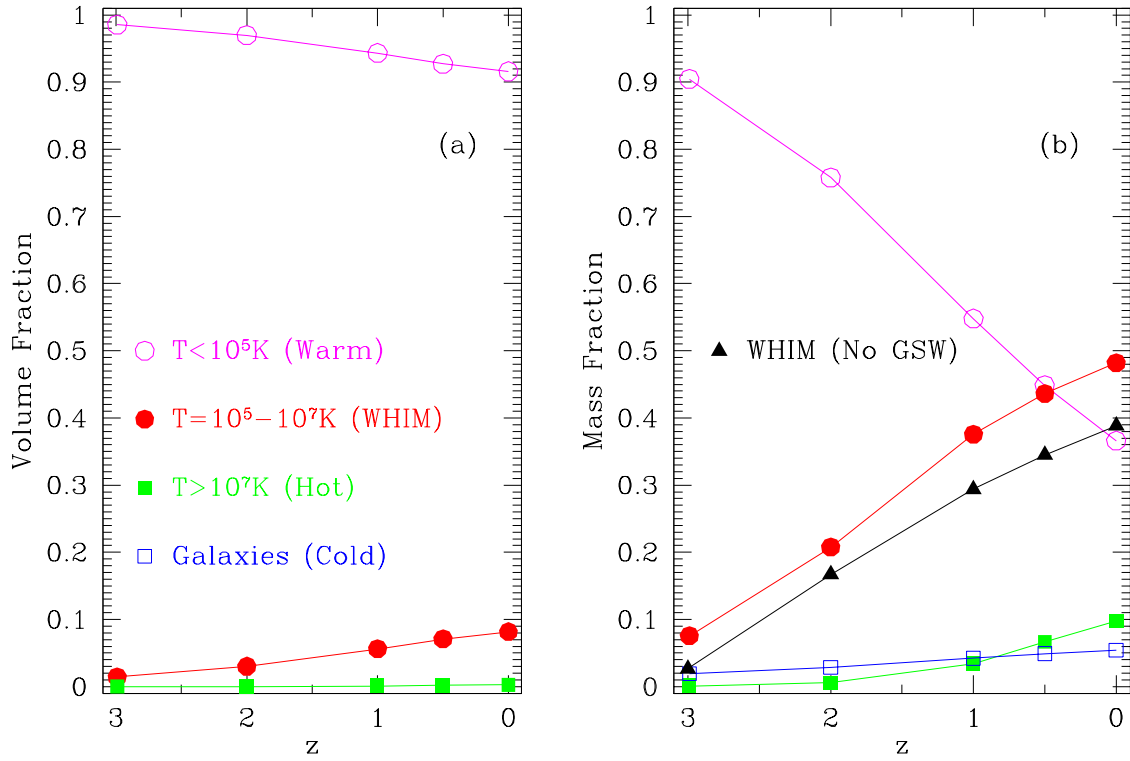 1
0.9
0.8
0.7
0.6
0.5
0.4
0.3
0.2
0.1
0
Volume Fraction
(a)
T<10⁵K (Warm)
T=10⁵−10⁷K (WHIM)
T>10⁷K (Hot)
Galaxies (Cold)
3 2 1 0
z
1
0.9
0.8
0.7
0.6
0.5
0.4
0.3
0.2
0.1
0
Mass Fraction
(b)
WHIM (No GSW)
3 2 1 0
z